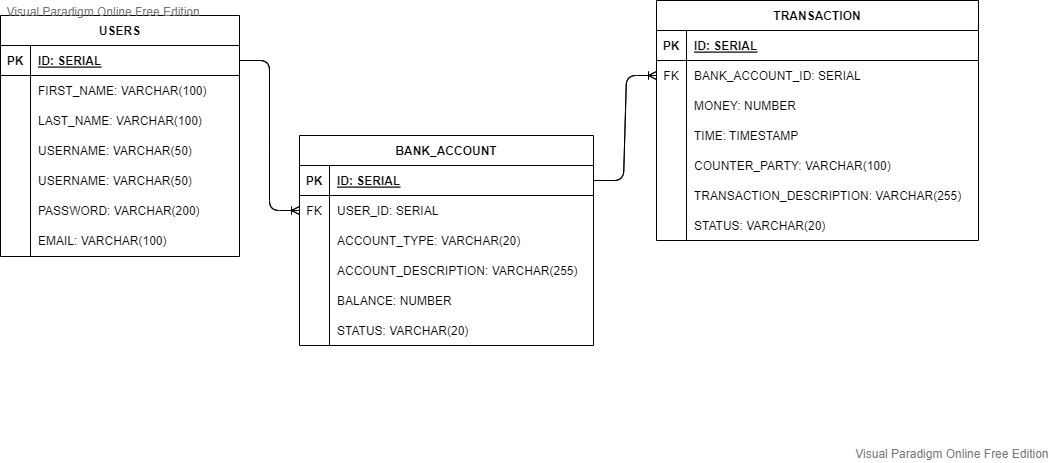 Visual Paradigm Online Free Edition
USERS
PK ID: SERIAL
FIRST_NAME: VARCHAR(100)
LAST_NAME: VARCHAR(100)
USERNAME: VARCHAR(50)
USERNAME: VARCHAR(50)
PASSWORD: VARCHAR(200)
EMAIL: VARCHAR(100)
BANK_ACCOUNT
PK ID: SERIAL
FK USER_ID: SERIAL
ACCOUNT_TYPE: VARCHAR(20)
ACCOUNT_DESCRIPTION: VARCHAR(255)
BALANCE: NUMBER
STATUS: VARCHAR(20)
TRANSACTION
PK ID: SERIAL
FK BANK_ACCOUNT_ID: SERIAL
MONEY: NUMBER
TIME: TIMESTAMP
COUNTER_PARTY: VARCHAR(100)
TRANSACTION_DESCRIPTION: VARCHAR(255)
STATUS: VARCHAR(20)
Visual Paradigm Online Free Edition